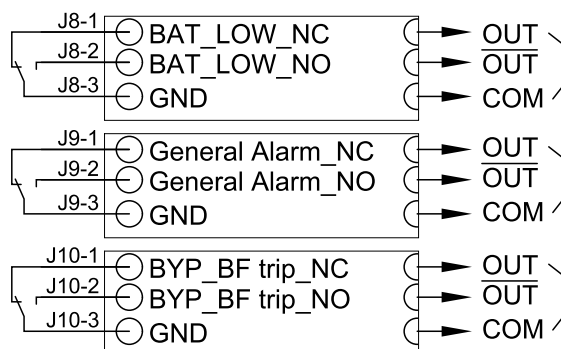 J8-1 BAT_LOW_NC OUT
J8-2 BAT_LOW_NO OUT
J8-3 GND COM
J9-1 General Alarm_NC OUT
J9-2 General Alarm_NO OUT
J9-3 GND COM
J10-1 BYP_BF trip_NC OUT
J10-2 BYP_BF trip_NO OUT
J10-3 GND COM